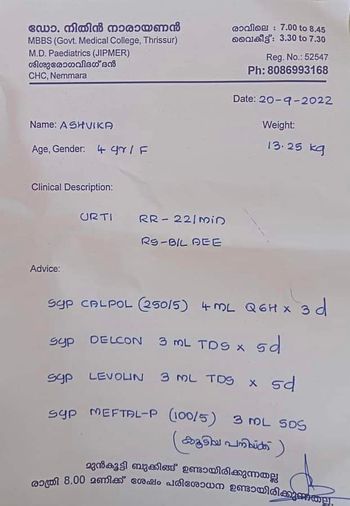 ഡോ. നിതിൻ നാരായണൻ
MBBS (Govt. Medical College, Thrissur)
M.D. Paediatrics (JIPMER)
ശിശുരോഗവിദഗ്ദൻ
CHC, Nemmara
രാവിലെ : 7.00 to 8.45
വൈകീട്ട്: 3.30 to 7.30
Reg. No.: 52547
Ph: 8086993168
Date: 20-9-2022
Name: ASHVIKA
Weight:
Age, Gender: 4 yr / F
13.25 kg
Clinical Description:
URTI RR - 22/min
RS - B/L AEE
Advice:
Syp CALPOL (250/5) 4 mL Q6H x 3d
Syp DELCON 3 mL TDS x 5d
Syp LEVOLIN 3 mL TDS x 5d
Syp MEFTAL-P (100/5) 3 mL SOS
(കൂടിയ പനിയ്ക്ക്)
മുൻകൂട്ടി ബുക്കിങ്ങ് ഉണ്ടായിരിക്കുന്നതല്ല
രാത്രി 8.00 മണിക്ക് ശേഷം പരിശോധന ഉണ്ടായിരിക്കുന്നതല്ല